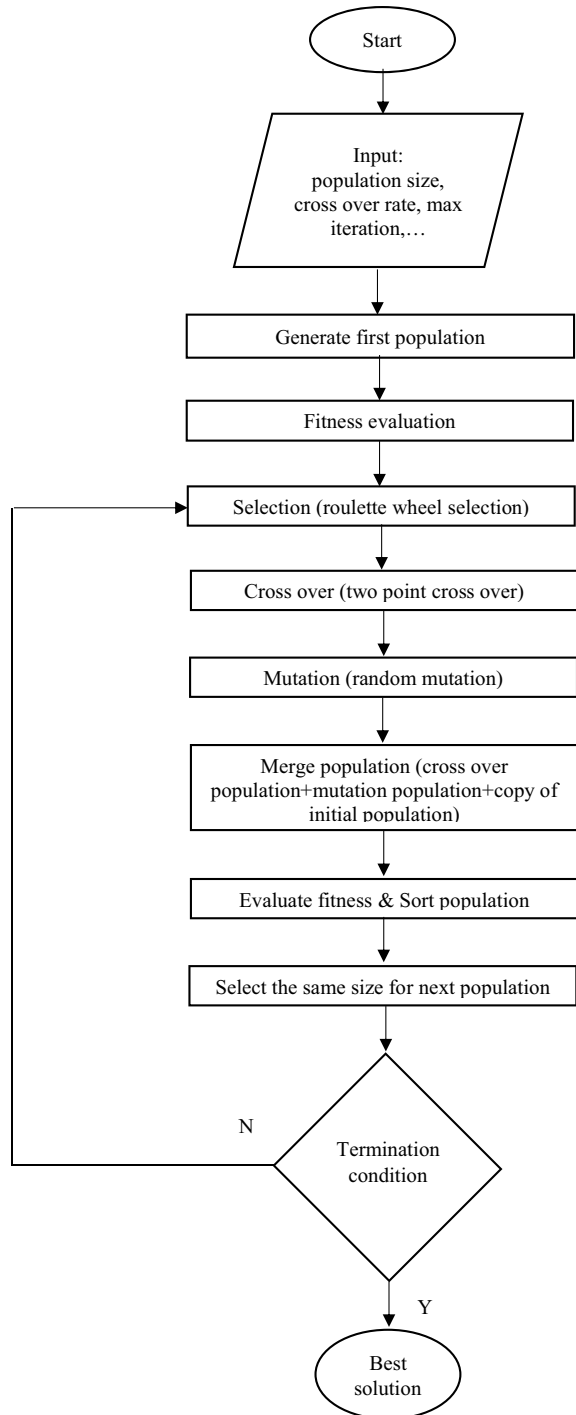 Start
Input:
population size,
cross over rate, max
iteration,…
Generate first population
Fitness evaluation
Selection (roulette wheel selection)
Cross over (two point cross over)
Mutation (random mutation)
Merge population (cross over
population+mutation population+copy of
initial population)
Evaluate fitness & Sort population
Select the same size for next population
N
Termination
condition
Y
Best
solution